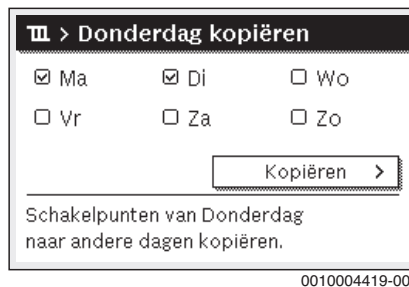 > Donderdag kopiëren
Ma Di Wo
Vr Za Zo
Kopiëren >
Schakelpunten van Donderdag
naar andere dagen kopiëren.
0010004419-00